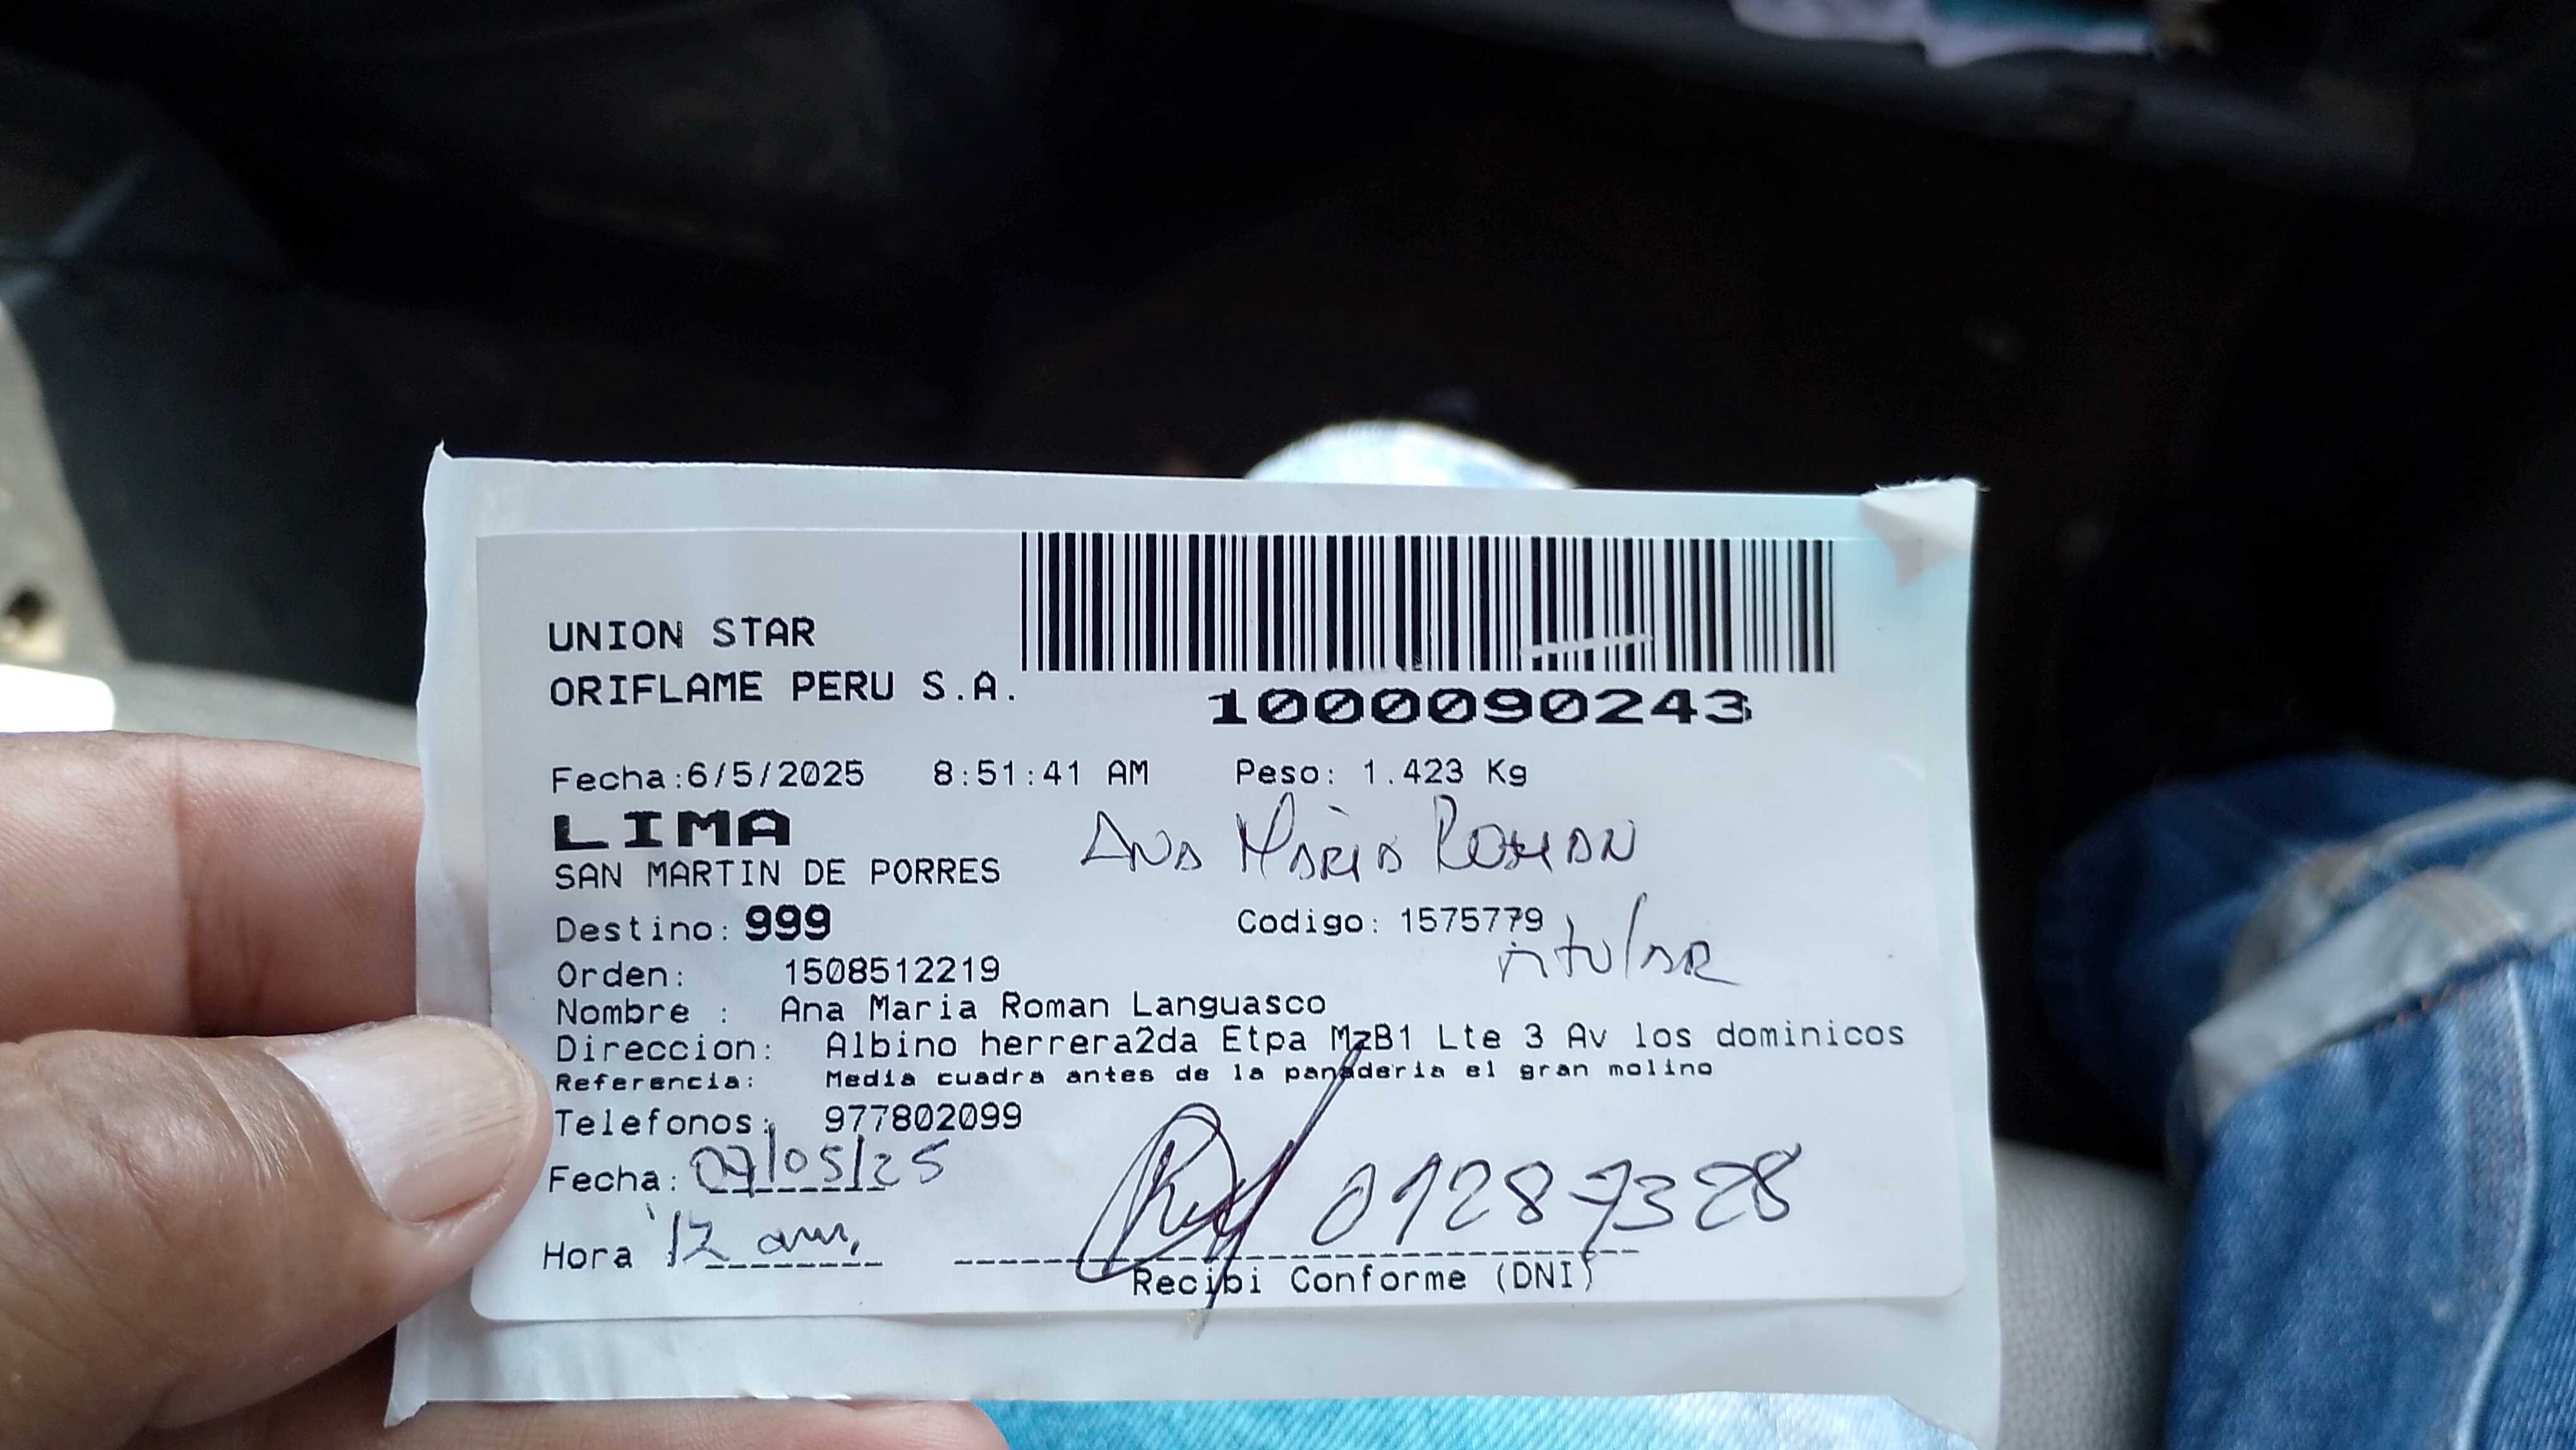 UNION STAR
ORIFLAME PERU S.A.
1000090243
Fecha:6/5/2025 8:51:41 AM Peso: 1.423 Kg
LIMA
Ana Maria Roman
SAN MARTIN DE PORRES
Destino: 999 Codigo: 1575779
titular
Orden: 1508512219
Nombre : Ana Maria Roman Languasco
Direccion: Albino herrera2da Etpa MzB1 Lte 3 Av los dominicos
Referencia: Media cuadra antes de la panaderia el gran molino
Telefonos: 977802099
Fecha: 07/05/25
07287328
Hora 12 am,
Recibi Conforme (DNI)